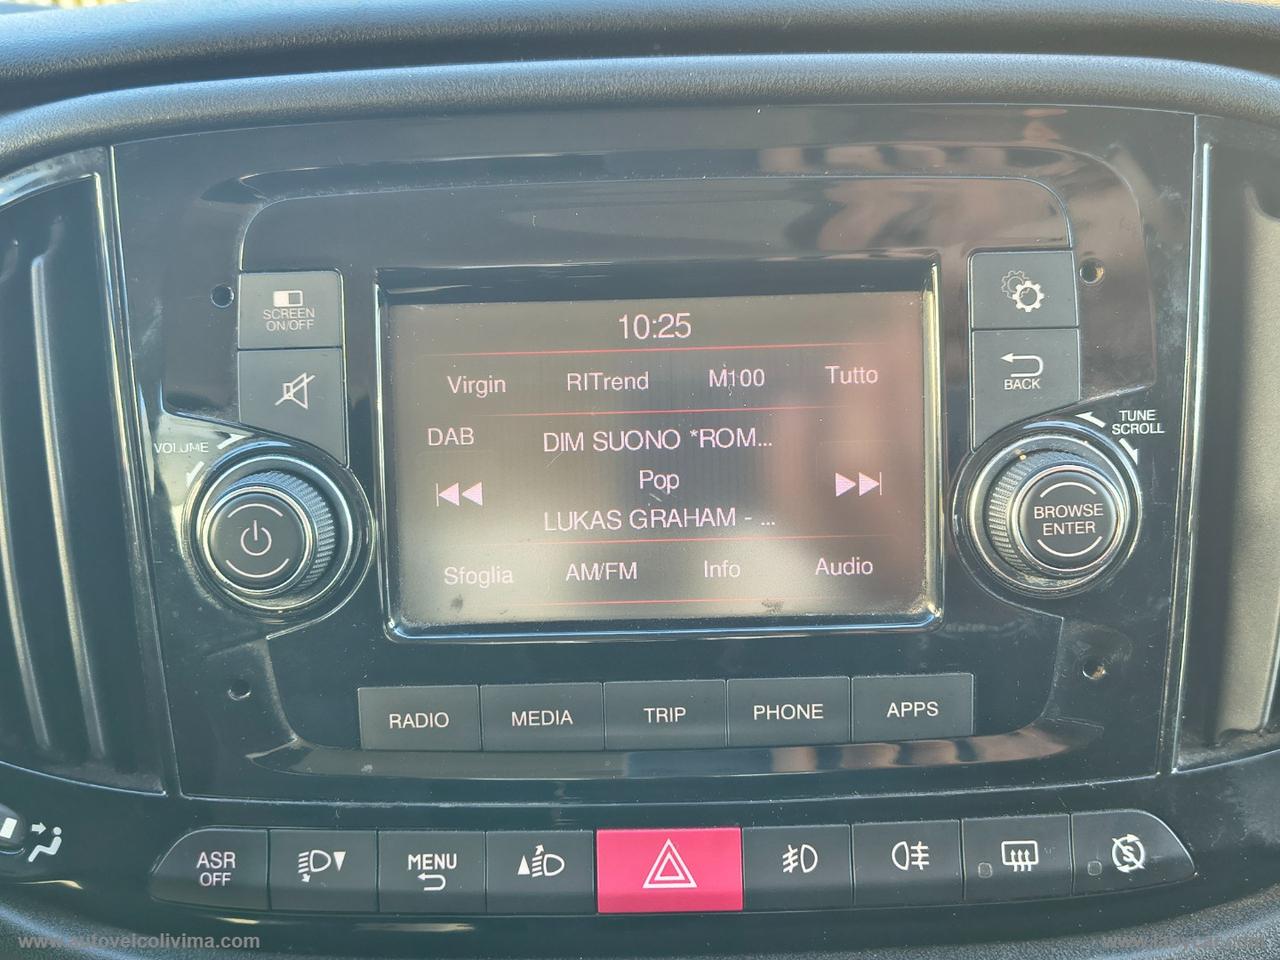 SCREEN
ON/OFF
10:25
Virgin RITrend M100 Tutto
DAB DIM SUONO *ROM...
Pop
LUKAS GRAHAM - ...
Sfoglia AM/FM Info Audio
VOLUME
BACK
TUNE
SCROLL
BROWSE
ENTER
RADIO MEDIA TRIP PHONE APPS
ASR
OFF
MENU
www.autoveicolivima.com